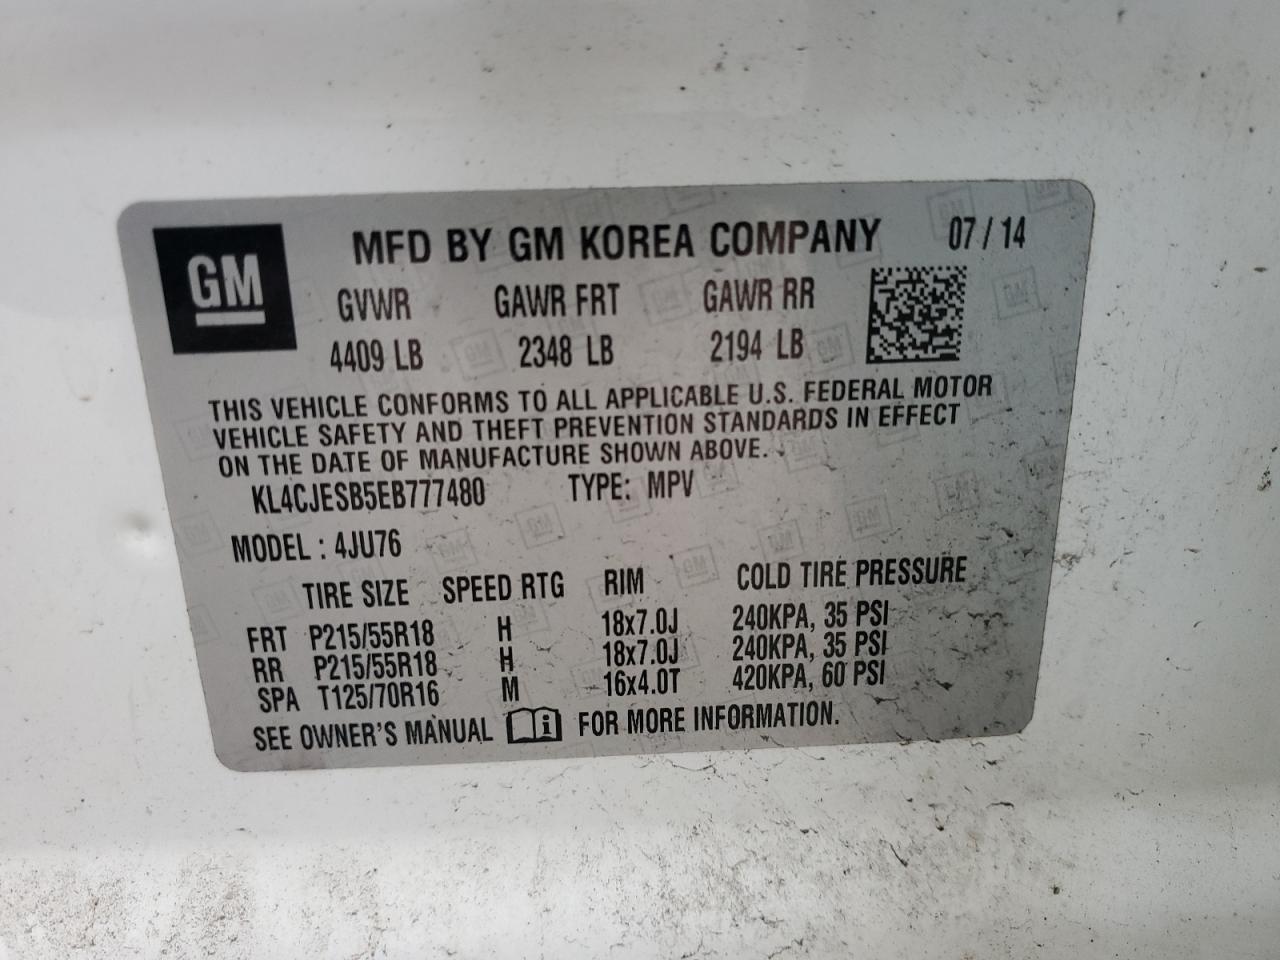 GM
MFD BY GM KOREA COMPANY 07/14
GVWR GAWR FRT GAWR RR
4409 LB 2348 LB 2194 LB
THIS VEHICLE CONFORMS TO ALL APPLICABLE U.S. FEDERAL MOTOR
VEHICLE SAFETY AND THEFT PREVENTION STANDARDS IN EFFECT
ON THE DATE OF MANUFACTURE SHOWN ABOVE.
KL4CJESB5EB777480 TYPE: MPV
MODEL : 4JU76
TIRE SIZE SPEED RTG RIM COLD TIRE PRESSURE
FRT P215/55R18 H 18x7.0J 240KPA, 35 PSI
RR P215/55R18 H 18x7.0J 240KPA, 35 PSI
SPA T125/70R16 M 16x4.0T 420KPA, 60 PSI
SEE OWNER'S MANUAL i FOR MORE INFORMATION.